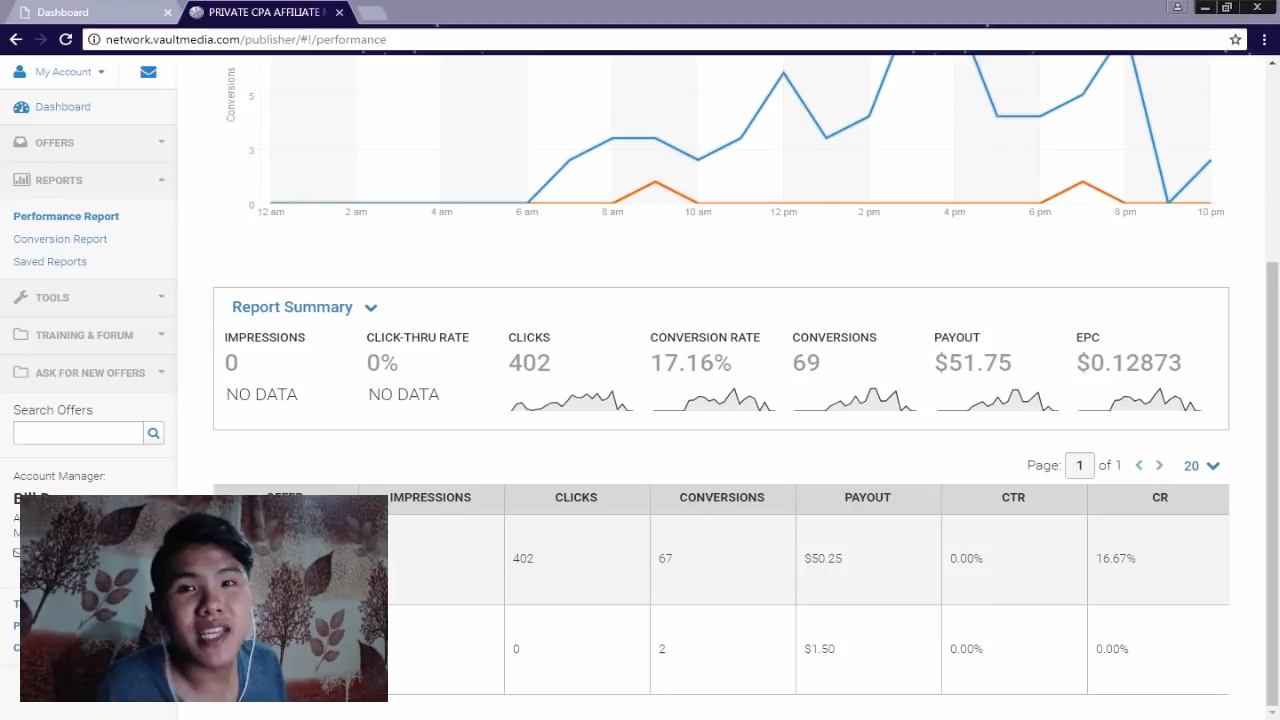 Dashboard
PRIVATE CPA AFFILIATE
network.vaultmedia.com/publisher/#!/performance
My Account
Dashboard
OFFERS
REPORTS
Performance Report
Conversion Report
Saved Reports
TOOLS
TRAINING & FORUM
ASK FOR NEW OFFERS
Search Offers
Account Manager:
Conversions
5
3
0
12 am 2 am 4 am 6 am 8 am 10 am 12 pm 2 pm 4 pm 6 pm 8 pm 10 pm
Report Summary
IMPRESSIONS CLICK-THRU RATE CLICKS CONVERSION RATE CONVERSIONS PAYOUT EPC
0 0% 402 17.16% 69 $51.75 $0.12873
NO DATA NO DATA
Page: 1 of 1 20
IMPRESSIONS CLICKS CONVERSIONS PAYOUT CTR CR
402 67 $50.25 0.00% 16.67%
0 2 $1.50 0.00% 0.00%